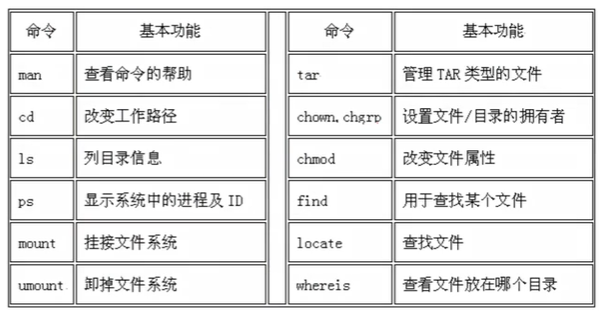 命令 基本功能 命令 基本功能
man 查看命令的帮助 tar 管理TAR类型的文件
cd 改变工作路径 chown,chgrp 设置文件/目录的拥有者
ls 列目录信息 chmod 改变文件属性
ps 显示系统中的进程及ID find 用于查找某个文件
mount 挂接文件系统 locate 查找文件
umount 卸掉文件系统 whereis 查看文件放在哪个目录